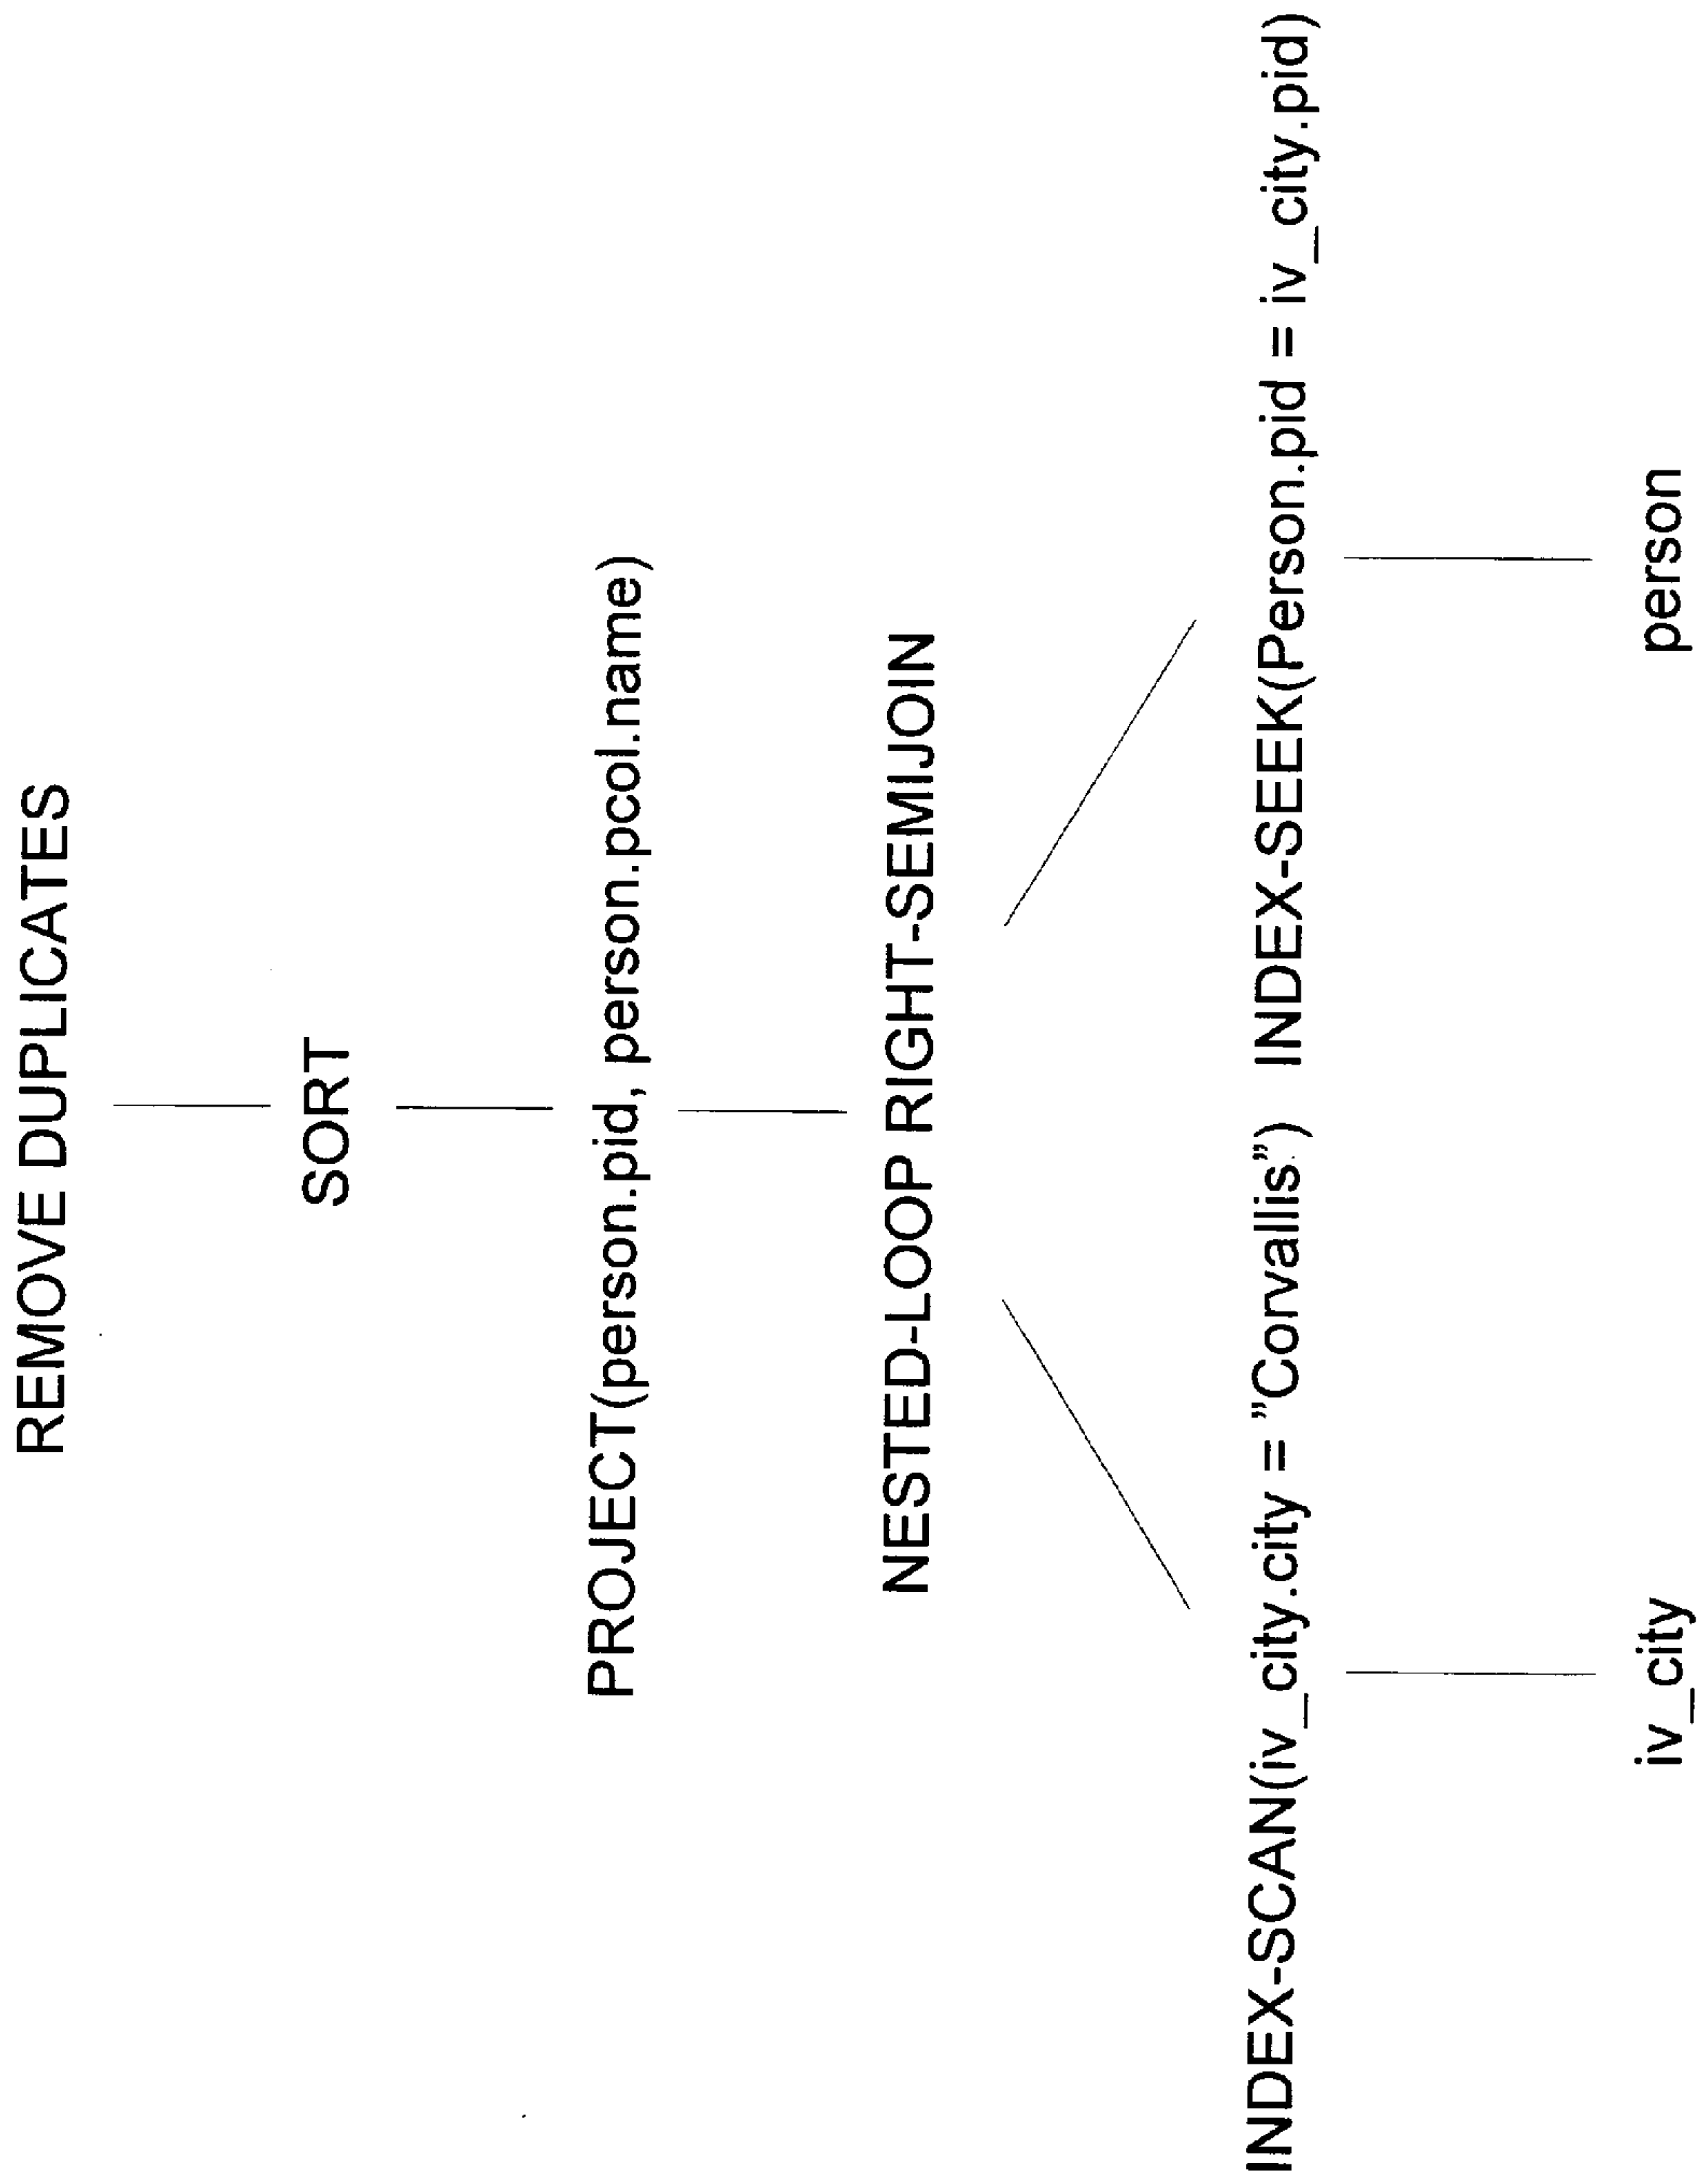 REMOVE DUPLICATES
SORT
PROJECT(person.pid, person.pcol.name)
NESTED-LOOP RIGHT-SEMIJOIN
INDEX-SCAN(iv_city.city = ”Corvallis”) INDEX-SEEK(Person.pid = iv_city.pid)
iv_city person